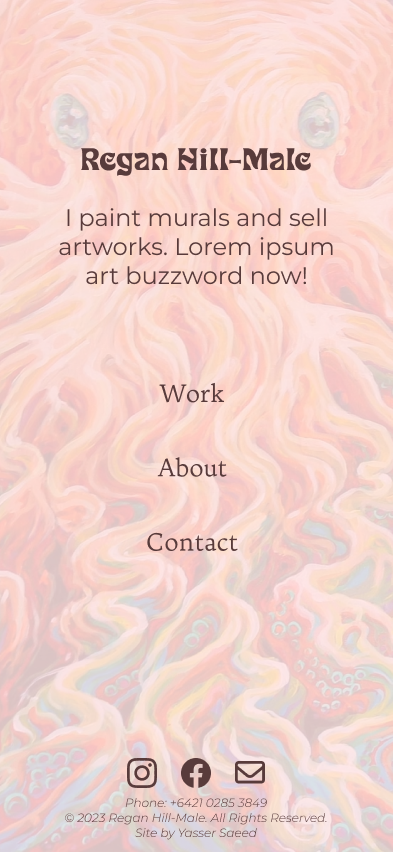 Regan Hill-Male
I paint murals and sell
artworks. Lorem ipsum
art buzzword now!
Work
About
Contact
Phone: +6421 0285 3849
© 2023 Regan Hill-Male. All Rights Reserved.
Site by Yasser Saeed